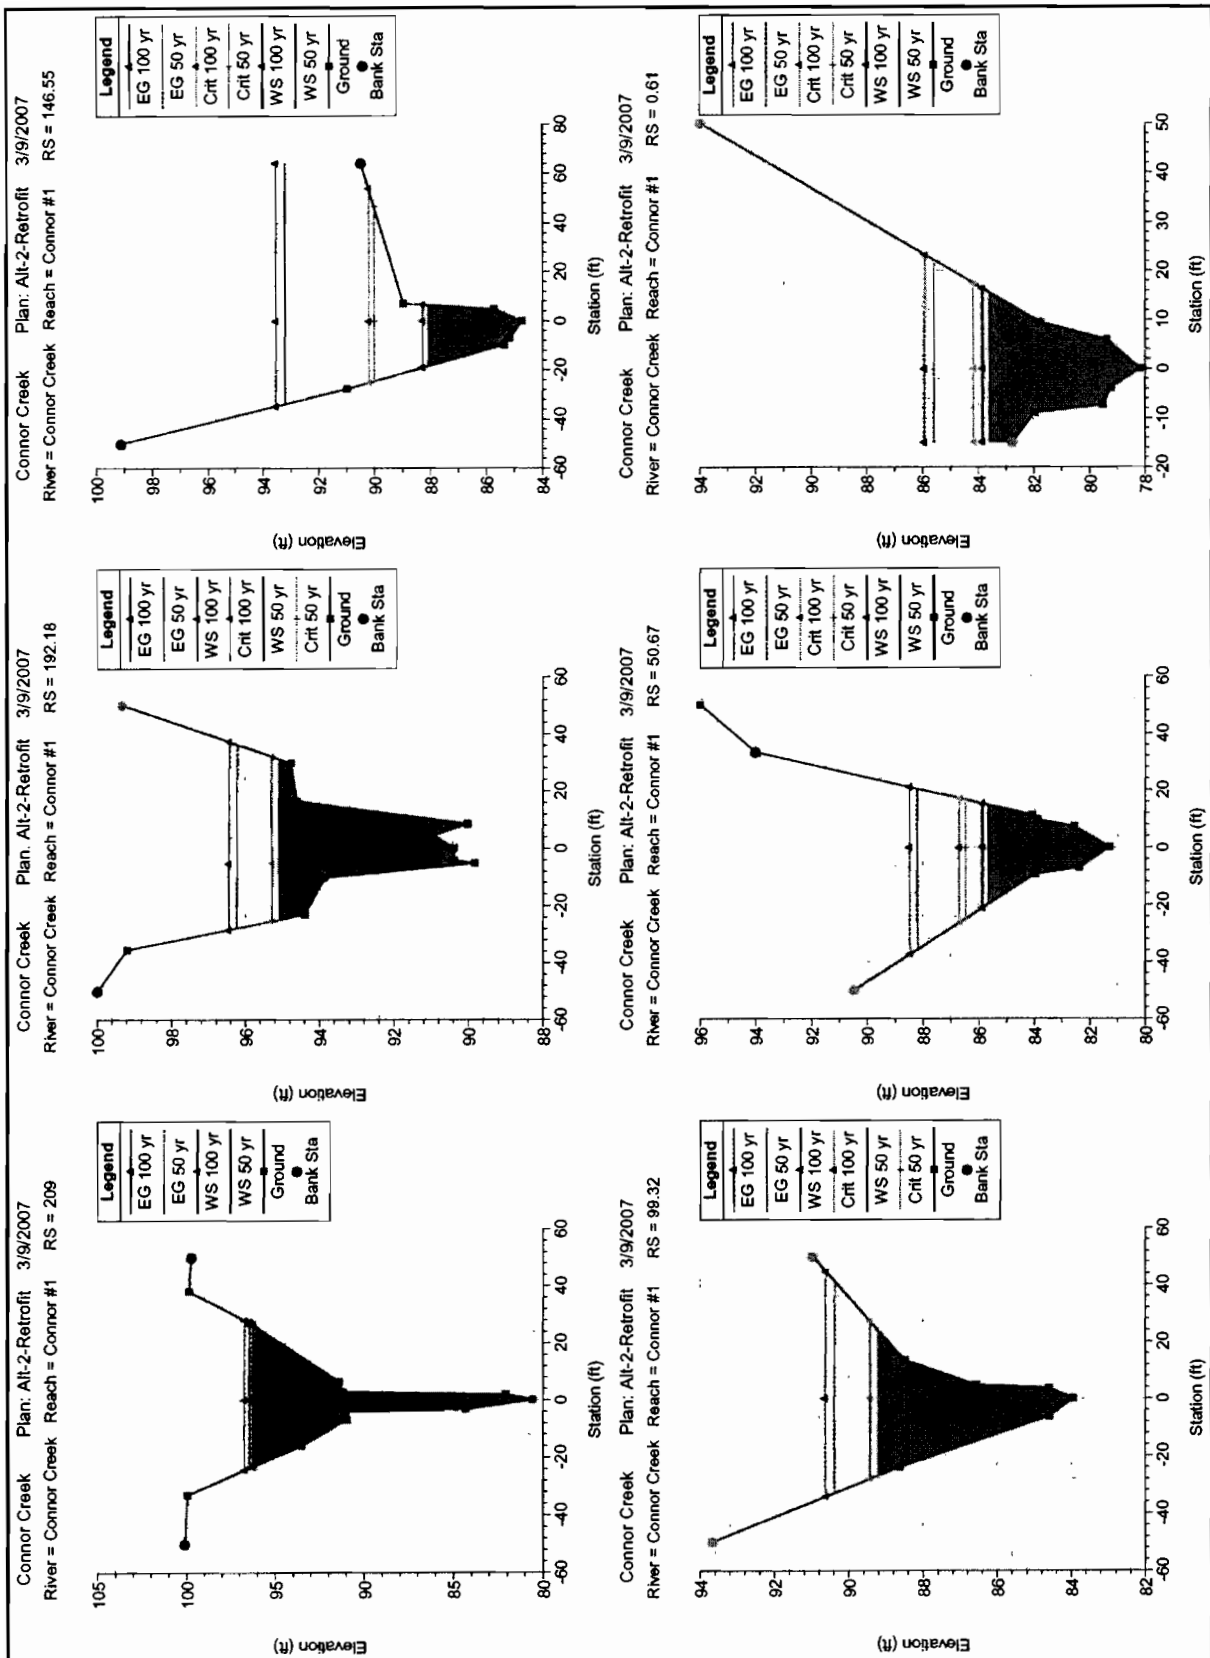 Connor Creek Plan: Alt-2-Retrofit 3/9/2007
River = Connor Creek Reach = Connor #1 RS = 209
Elevation (ft)
105
100
95
90
85
80
-60 -40 -20 0 20 40 60
Station (ft)
Legend
EG 100 yr
EG 50 yr
WS 100 yr
WS 50 yr
Ground
Bank Sta
Connor Creek Plan. Alt-2-Retrofit 3/9/2007
River = Connor Creek Reach = Connor #1 RS = 192.18
Elevation (ft)
100
98
96
94
92
90
88
-60 -40 -20 0 20 40 60
Station (ft)
Legend
EG 100 yr
EG 50 yr
WS 100 yr
Crit 100 yr
WS 50 yr
Crit 50 yr
Ground
Bank Sta
Connor Creek Plan: Alt-2-Retrofit 3/9/2007
River = Connor Creek Reach = Connor #1 RS = 146.55
Elevation (ft)
100
98
96
94
92
90
88
86
84
-60 -40 -20 0 20 40 60 80
Station (ft)
Legend
EG 100 yr
EG 50 yr
Crit 100 yr
Crit 50 yr
WS 100 yr
WS 50 yr
Ground
Bank Sta
Connor Creek Plan: Alt-2-Retrofit 3/9/2007
River = Connor Creek Reach = Connor #1 RS = 99.32
Elevation (ft)
94
92
90
88
86
84
82
-60 -40 -20 0 20 40 60
Station (ft)
Legend
EG 100 yr
EG 50 yr
WS 100 yr
Crit 100 yr
WS 50 yr
Crit 50 yr
Ground
Bank Sta
Connor Creek Plan: Alt-2-Retrofit 3/9/2007
River = Connor Creek Reach = Connor #1 RS = 50.67
Elevation (ft)
96
94
92
90
88
86
84
82
80
-60 -40 -20 0 20 40 60
Station (ft)
Legend
EG 100 yr
EG 50 yr
Crit 100 yr
Crit 50 yr
WS 100 yr
WS 50 yr
Ground
Bank Sta
Connor Creek Plan: Alt-2-Retrofit 3/9/2007
River = Connor Creek Reach = Connor #1 RS = 0.61
Elevation (ft)
94
92
90
88
86
84
82
80
78
-20 -10 0 10 20 30 40 50
Station (ft)
Legend
EG 100 yr
EG 50 yr
Crit 100 yr
Crit 50 yr
WS 100 yr
WS 50 yr
Ground
Bank Sta